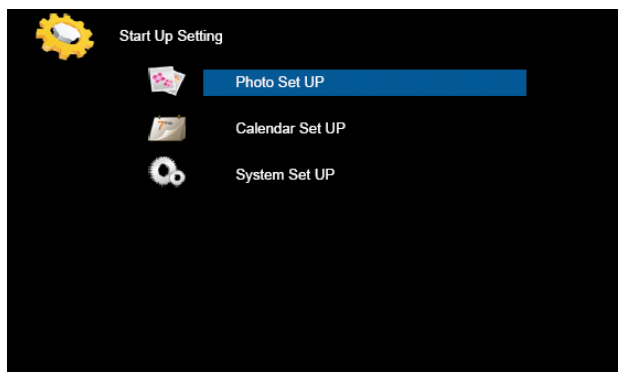 Start Up Setting
Photo Set UP
Calendar Set UP
System Set UP